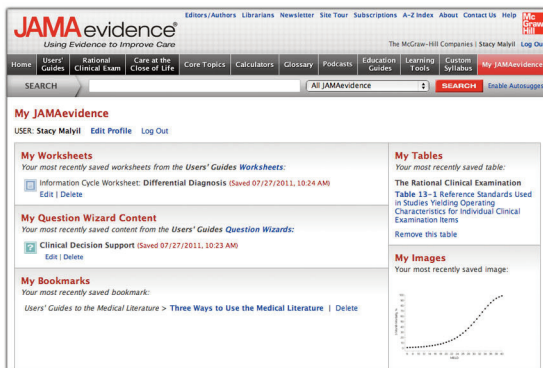 JAMAevidence®
Using Evidence to Improve Care
Editors/Authors Librarians Newsletter Site Tour Subscriptions A-Z Index About Contact Us Help
Mc
Graw
Hill
The McGraw-Hill Companies | Stacy Malyil Log Ou
Home Users' Guides Rational Clinical Exam Care at the Close of Life Core Topics Calculators Glossary Podcasts Education Guides Learning Tools Custom Syllabus My JAMAevidence
SEARCH All JAMAevidence SEARCH Enable Autosugges
My JAMAevidence
USER: Stacy Malyil Edit Profile Log Out
My Worksheets
Your most recently saved worksheets from the Users' Guides Worksheets:
Information Cycle Worksheet: Differential Diagnosis (Saved 07/27/2011, 10:24 AM)
Edit | Delete
My Question Wizard Content
Your most recently saved content from the Users' Guides Question Wizards:
Clinical Decision Support (Saved 07/27/2011, 10:23 AM)
Edit | Delete
My Bookmarks
Your most recently saved bookmark:
Users' Guides to the Medical Literature > Three Ways to Use the Medical Literature | Delete
My Tables
Your most recently saved table:
The Rational Clinical Examination
Table 13-1 Reference Standards Used
in Studies Yielding Operating
Characteristics for Individual Clinical
Examination Items
Remove this table
My Images
Your most recently saved image: